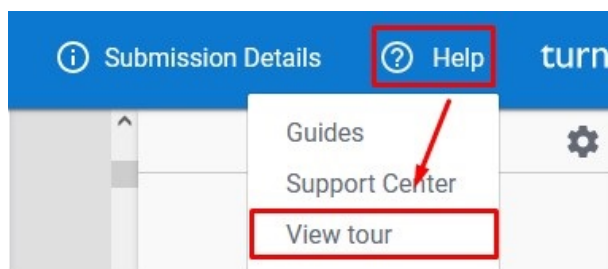 Submission Details Help turn
Guides
Support Center
View tour